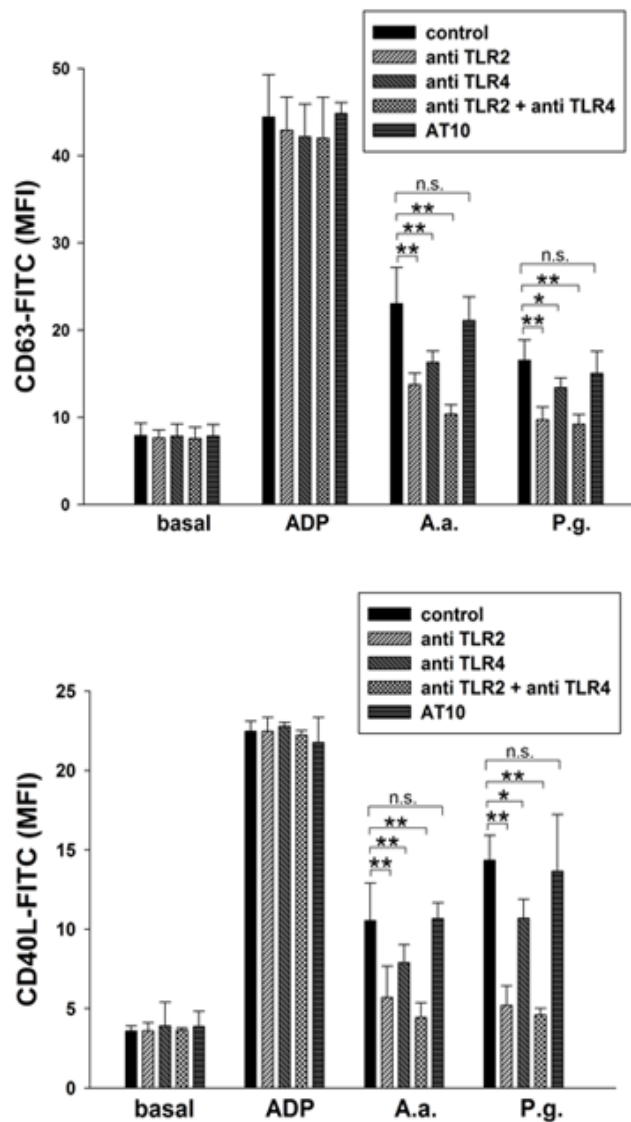 control
anti TLR2
anti TLR4
anti TLR2 + anti TLR4
AT10
CD63-FITC (MFI)
50
40
30
20
10
0
n.s.
**
**
**
n.s.
**
*
**
basal ADP A.a. P.g.
control
anti TLR2
anti TLR4
anti TLR2 + anti TLR4
AT10
CD40L-FITC (MFI)
25
20
15
10
5
0
n.s.
**
**
**
n.s.
**
*
**
basal ADP A.a. P.g.